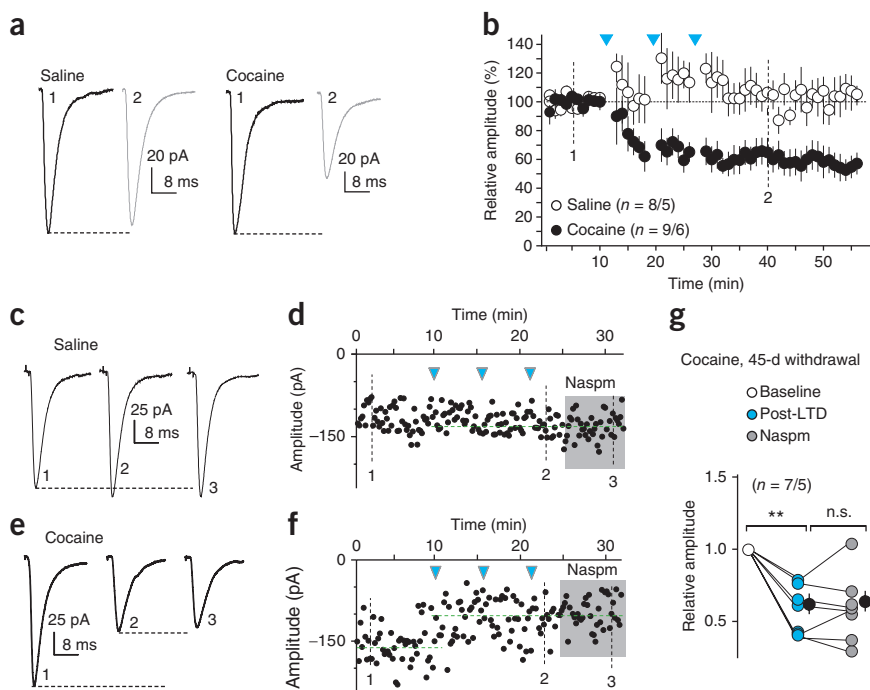 a
Saline
1
2
20 pA
8 ms
Cocaine
1
2
20 pA
8 ms
b
Relative amplitude (%)
140
120
100
80
60
40
20
0
1
2
Saline (n = 8/5)
Cocaine (n = 9/6)
0
10
20
30
40
50
Time (min)
c
Saline
1
2
3
25 pA
8 ms
d
Time (min)
0
10
20
30
Amplitude (pA)
0
−150
Naspm
1
2
3
e
Cocaine
1
2
3
25 pA
8 ms
f
Time (min)
0
10
20
30
Amplitude (pA)
0
−150
Naspm
1
2
3
g
Cocaine, 45-d withdrawal
Baseline
Post-LTD
Naspm
Relative amplitude
1.5
1.0
0.5
(n = 7/5)
**
n.s.